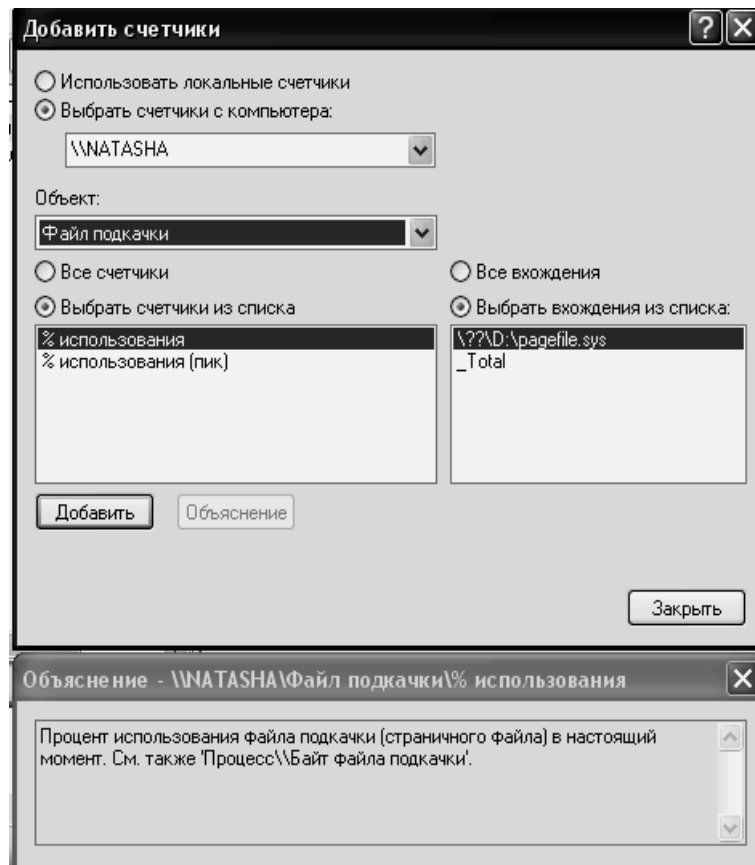 Добавить счетчики
Использовать локальные счетчики
Выбрать счетчики с компьютера:
\\NATASHA
Объект:
Файл подкачки
Все счетчики
Все вхождения
Выбрать счетчики из списка
Выбрать вхождения из списка:
% использования
\??\D:\pagefile.sys
% использования (пик)
_Total
Добавить
Объяснение
Закрыть
Объяснение - \\NATASHA\Файл подкачки\% использования
Процент использования файла подкачки (страничного файла) в настоящий
момент. См. также 'Процесс\\Байт файла подкачки'.